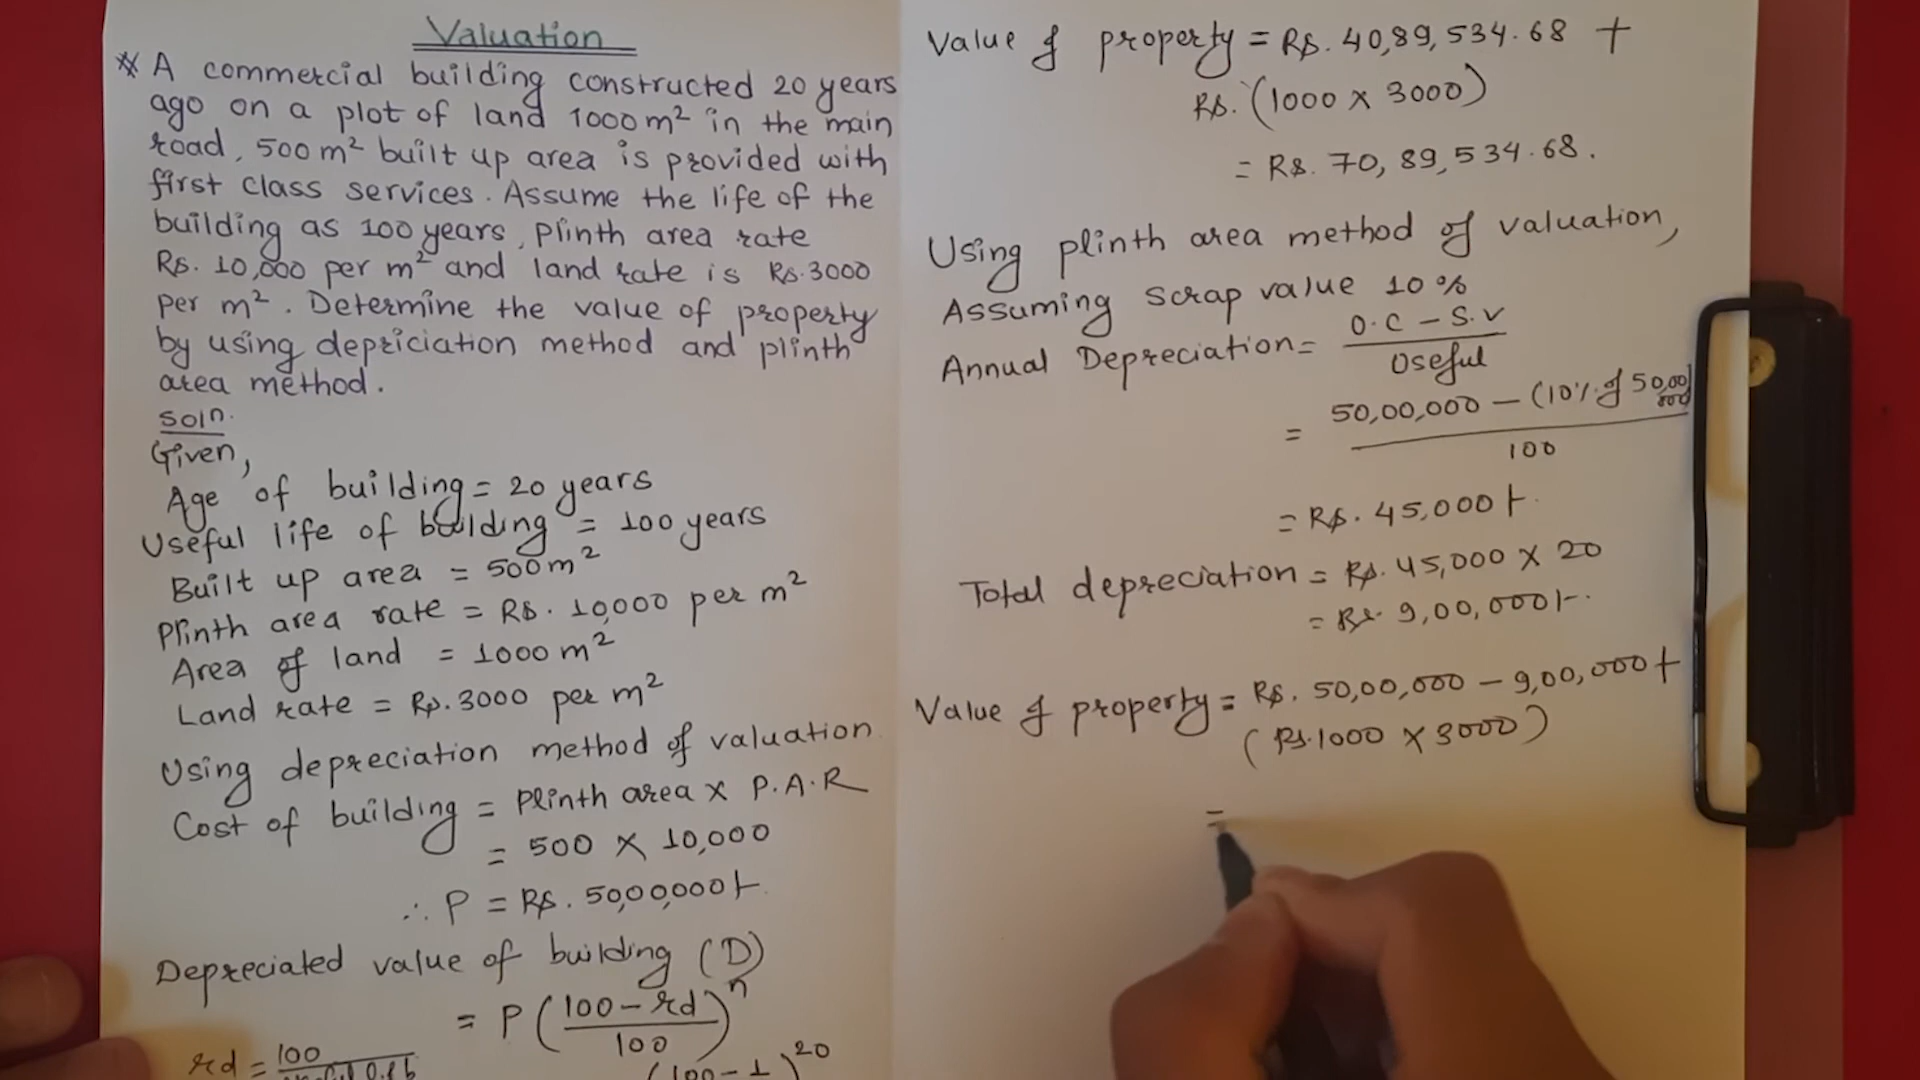 Valuation
* A commercial building constructed 20 years
ago on a plot of land 1000 m² in the main
road, 500 m² built up area is provided with
first class services. Assume the life of the
building as 100 years, plinth area rate
Rs. 10,000 per m² and land rate is Rs. 3000
per m². Determine the value of property
by using depriciation method and plinth
area method.
Soln.
Given,
Age of building = 20 years
Useful life of building = 100 years
Built up area = 500 m²
Plinth area rate = Rs. 10,000 per m²
Area of land = 1000 m²
Land rate = Rs. 3000 per m²
Using depreciation method of valuation
Cost of building = Plinth area x P.A.R
= 500 x 10,000
∴ P = Rs. 50,00,000/-
Depreciated value of building (D)
= P((100 - rd)/100)^n
rd = 100
(100 - 1)^20
Value of property = Rs. 40,89,534.68 +
Rs. (1000 x 3000)
= Rs. 70,89,534.68.
Using plinth area method of valuation,
Assuming scrap value 10%
Annual Depreciation = (O.C - S.V)/Useful
= (50,00,000 - (10% of 50,00,000))/100
= Rs. 45,000/-.
Total depreciation = Rs. 45,000 x 20
= Rs. 9,00,000/-.
Value of property = Rs. 50,00,000 - 9,00,000 +
(Rs. 1000 x 3000)
=